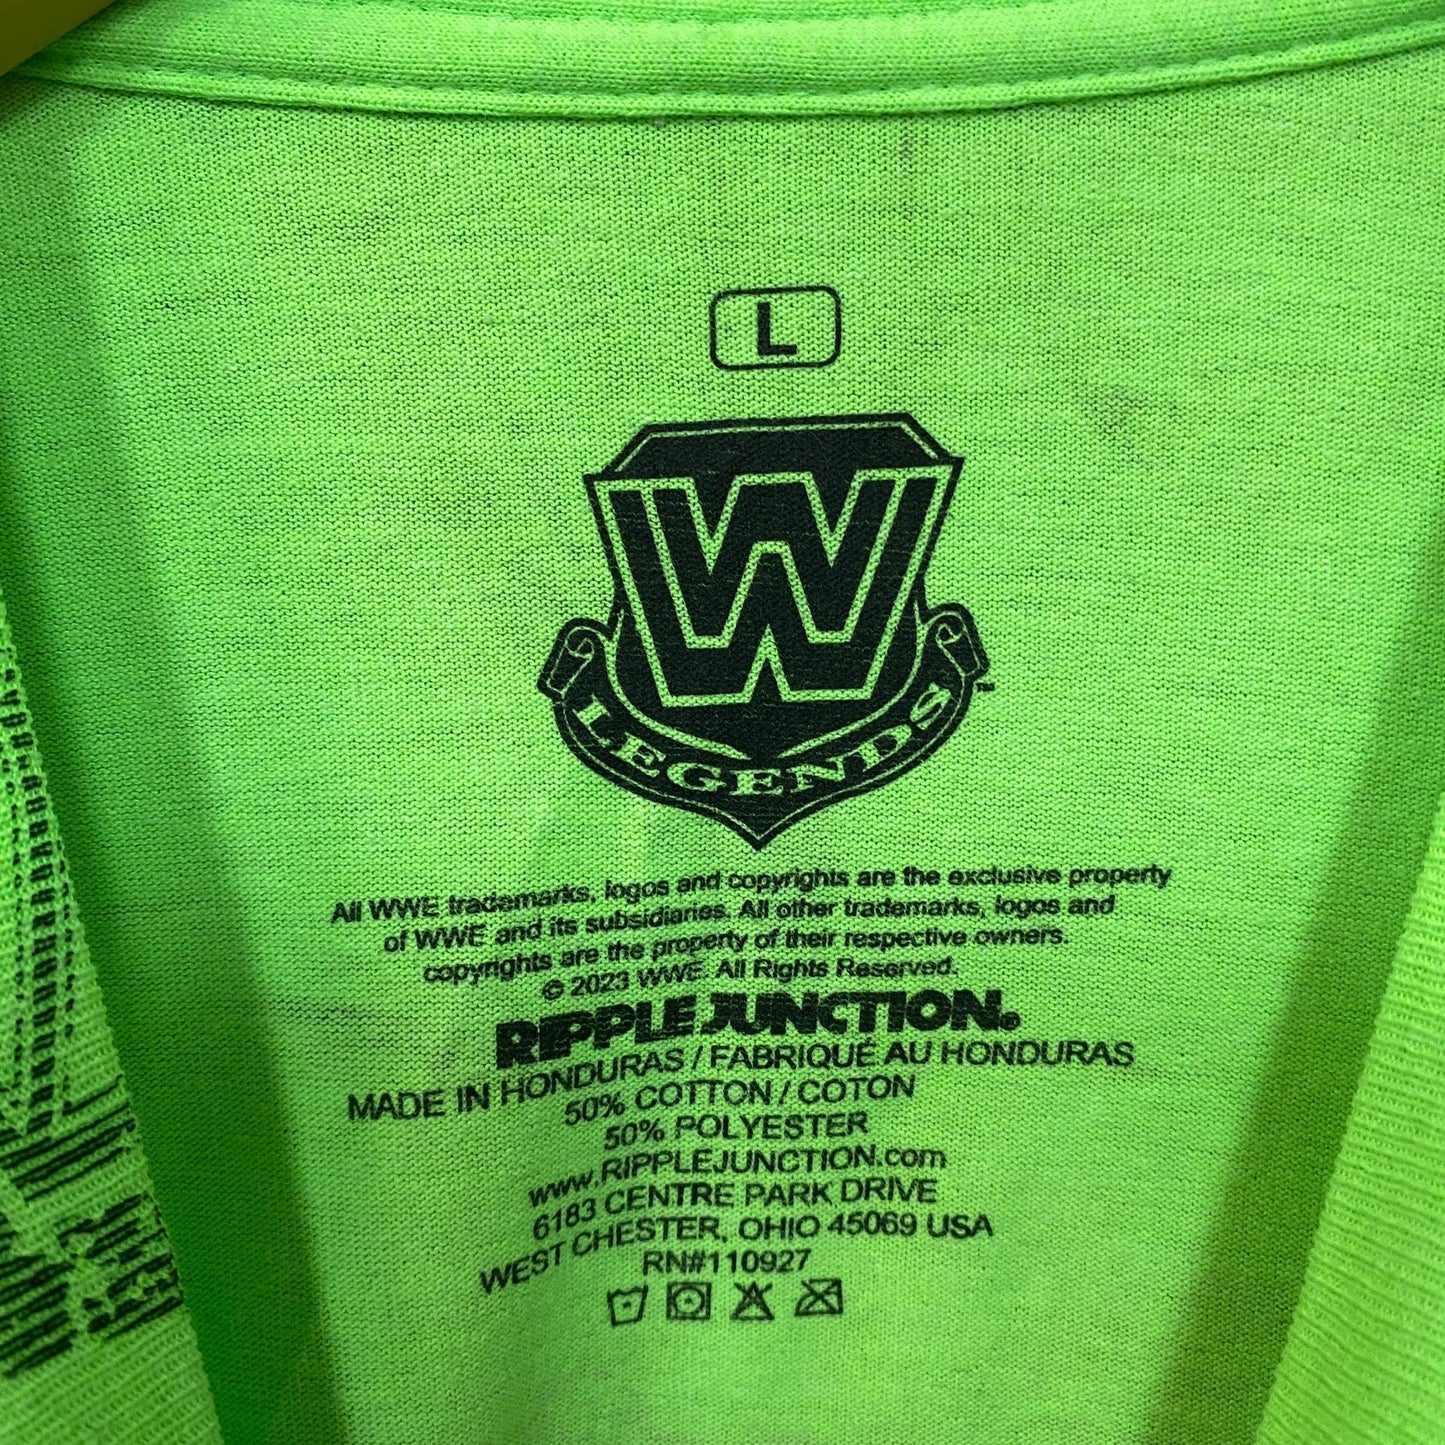 L
W
LEGENDS™
All WWE trademarks, logos and copyrights are the exclusive property
of WWE and its subsidiaries. All other trademarks, logos and
copyrights are the property of their respective owners.
© 2023 WWE. All Rights Reserved.
RIPPLE JUNCTION®
MADE IN HONDURAS / FABRIQUÉ AU HONDURAS
50% COTTON / COTON
50% POLYESTER
www.RIPPLEJUNCTION.com
6183 CENTRE PARK DRIVE
WEST CHESTER, OHIO 45069 USA
RN#110927